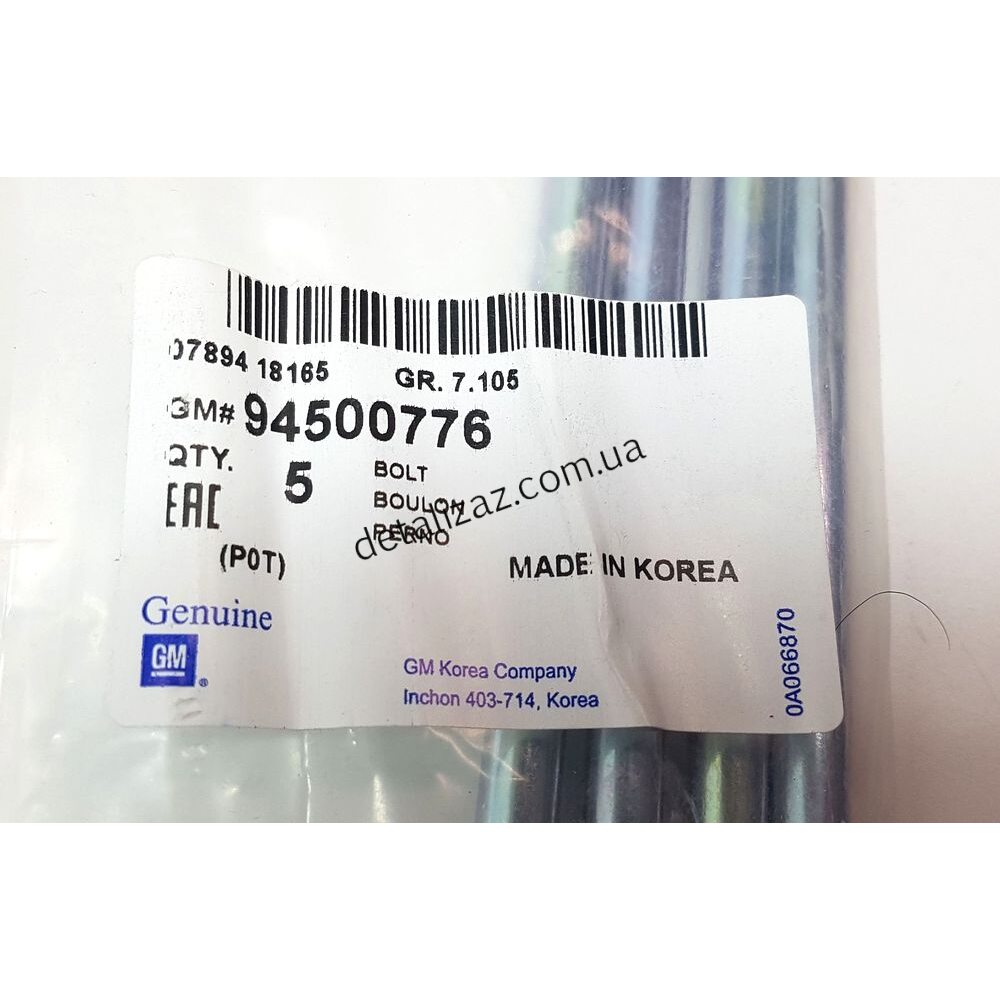 07894 18165 GR. 7.105
GM# 94500776
QTY. 5 BOLT
BOULON
PERNO
EAC
(P0T)
MADE IN KOREA
Genuine
GM
®
GM Korea Company
Inchon 403-714, Korea
0A066870
detalizaz.com.ua